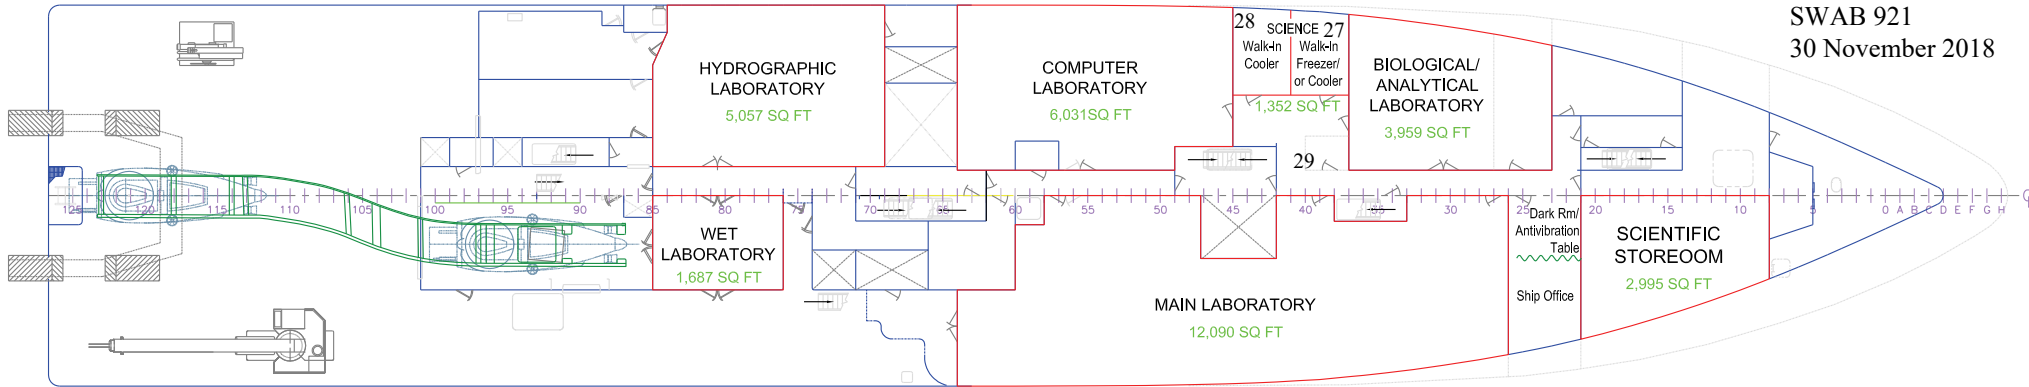 SWAB 921
30 November 2018
HYDROGRAPHIC
LABORATORY
5,057 SQ FT
COMPUTER
LABORATORY
6,031SQ FT
28
SCIENCE 27
Walk-In
Cooler
Walk-In
Freezer/
or Cooler
1,352 SQ FT
BIOLOGICAL/
ANALYTICAL
LABORATORY
3,959 SQ FT
29
125 120 115 110 105 100 95 90 85 80 75 70 65 60 55 50 45 40 35 30 25 20 15 10 5 0 A B C D E F G H
WET
LABORATORY
1,687 SQ FT
MAIN LABORATORY
12,090 SQ FT
Dark Rm/
Antivibration
Table
Ship Office
SCIENTIFIC
STOREOOM
2,995 SQ FT